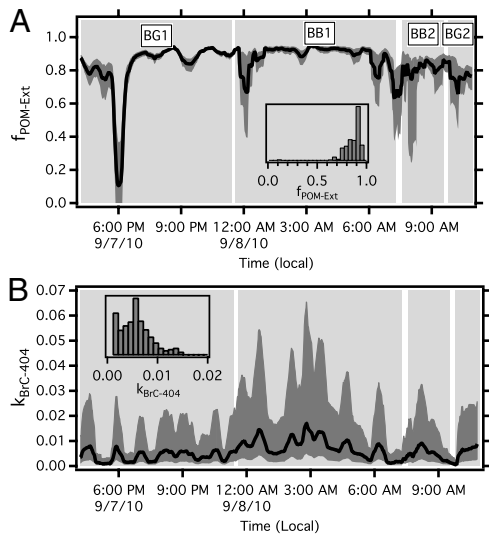 A
BG1
BB1
BB2
BG2
1.0
0.8
0.6
0.4
0.2
0.0
fPOM-Ext
0.0 0.5 1.0
fPOM-Ext
6:00 PM 9:00 PM 12:00 AM 3:00 AM 6:00 AM 9:00 AM
9/7/10 9/8/10
Time (local)
B
0.07
0.06
0.05
0.04
0.03
0.02
0.01
0.00
kBrC-404
0.00 0.01 0.02
kBrC-404
6:00 PM 9:00 PM 12:00 AM 3:00 AM 6:00 AM 9:00 AM
9/7/10 9/8/10
Time (Local)